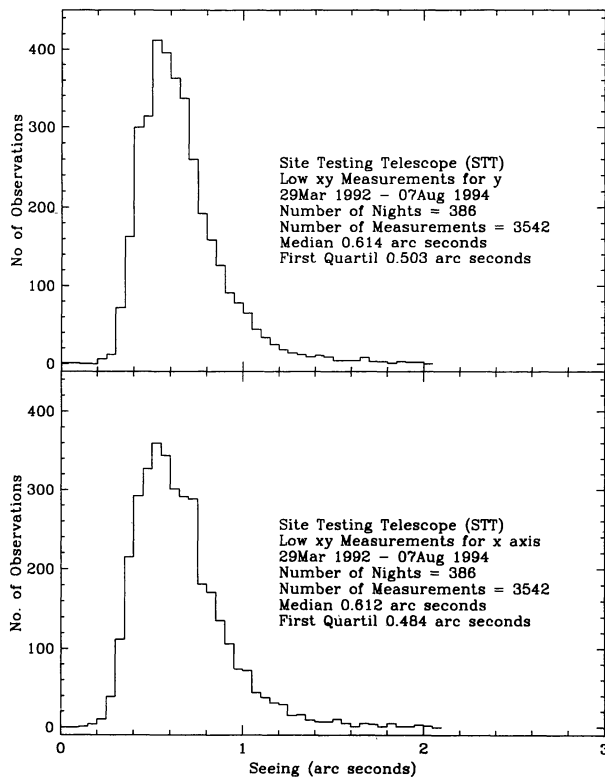 400
300
200
100
0
No of Observations
Site Testing Telescope (STT)
Low xy Measurements for y
29Mar 1992 - 07Aug 1994
Number of Nights = 386
Number of Measurements = 3542
Median 0.614 arc seconds
First Quartil 0.503 arc seconds
400
300
200
100
0
No. of Observations
Site Testing Telescope (STT)
Low xy Measurements for x axis
29Mar 1992 - 07Aug 1994
Number of Nights = 386
Number of Measurements = 3542
Median 0.612 arc seconds
First Quartil 0.484 arc seconds
0 1 2 3
Seeing (arc seconds)